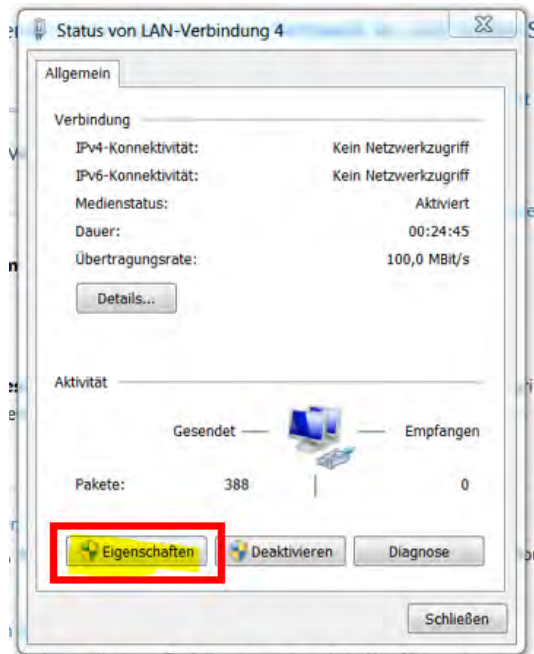 Status von LAN-Verbindung 4
Allgemein
Verbindung
IPv4-Konnektivität: Kein Netzwerkzugriff
IPv6-Konnektivität: Kein Netzwerkzugriff
Medienstatus: Aktiviert
Dauer: 00:24:45
Übertragungsrate: 100,0 MBit/s
Details...
Aktivität
Gesendet Empfangen
Pakete: 388 0
Eigenschaften Deaktivieren Diagnose
Schließen